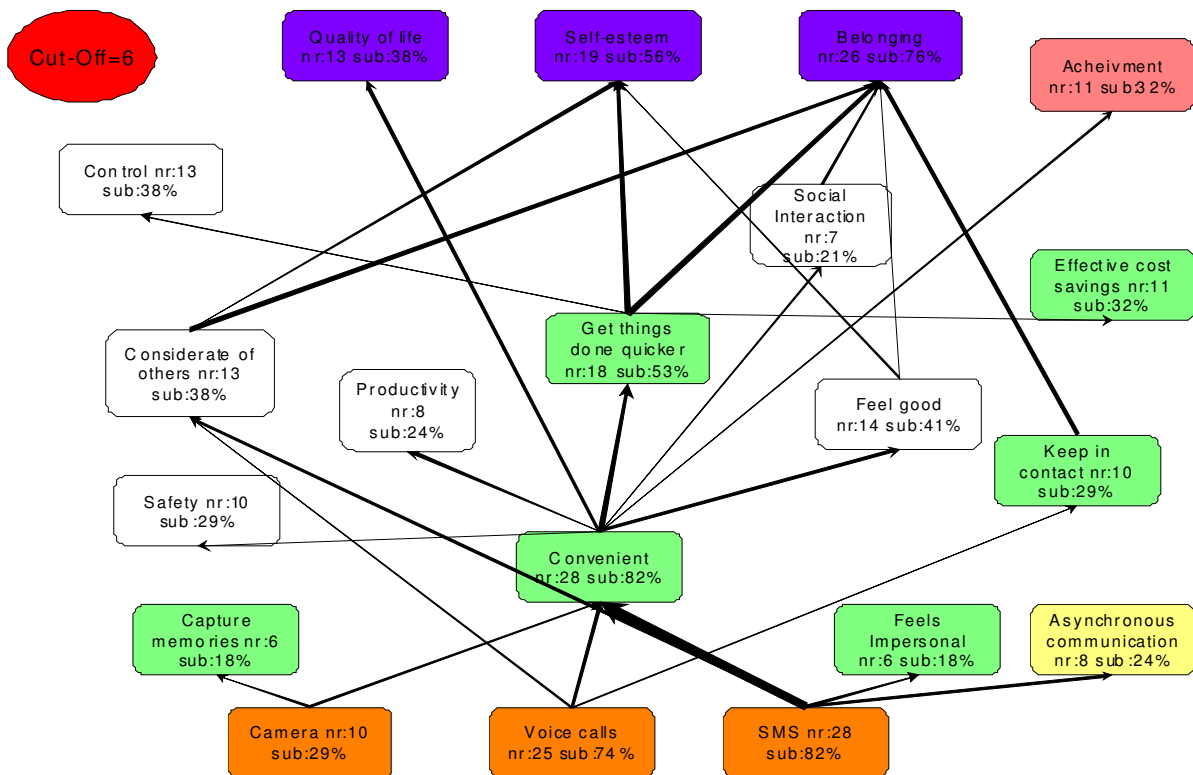 Cut-Off=6
Quality of life
nr:13 sub:38%
Self-esteem
nr:19 sub:56%
Belonging
nr:26 sub:76%
Acheivment
nr:11 sub:32%
Control nr:13
sub:38%
Social
Interaction
nr:7
sub:21%
Effective cost
savings nr:11
sub:32%
Get things
done quicker
nr:18 sub:53%
Considerate of
others nr:13
sub:38%
Productivity
nr:8
sub:24%
Feel good
nr:14 sub:41%
Keep in
contact nr:10
sub:29%
Safety nr:10
sub:29%
Convenient
nr:28 sub:82%
Capture
memories nr:6
sub:18%
Feels
Impersonal
nr:6 sub:18%
Asynchronous
communication
nr:8 sub:24%
Camera nr:10
sub:29%
Voice calls
nr:25 sub:74%
SMS nr:28
sub:82%